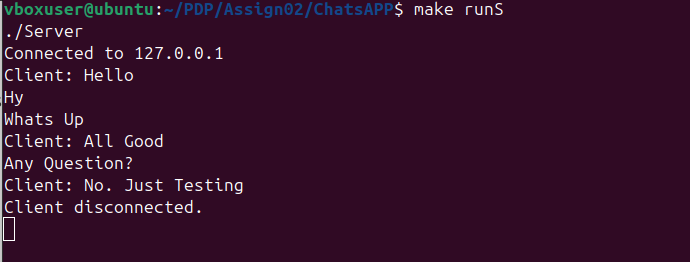 vboxuser@ubuntu:~/PDP/Assign02/ChatsAPP$ make runS
./Server
Connected to 127.0.0.1
Client: Hello
Hy
Whats Up
Client: All Good
Any Question?
Client: No. Just Testing
Client disconnected.